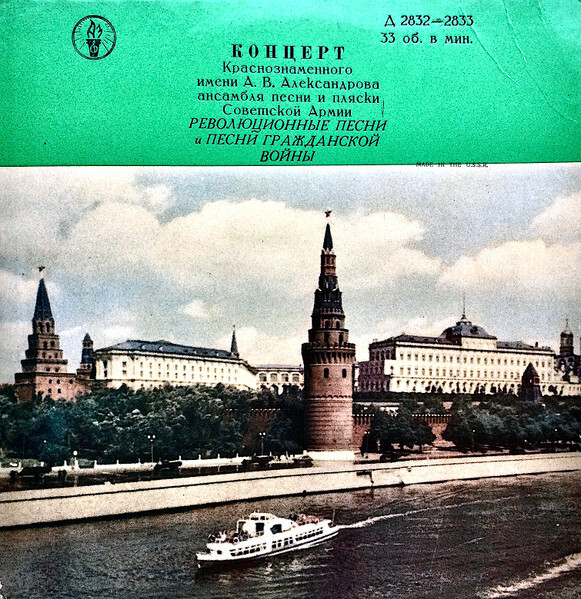 Д 2832—2833
33 об. в мин.
КОНЦЕРТ
Краснознаменного
имени А. В. Александрова
ансамбля песни и пляски
Советской Армии
РЕВОЛЮЦИОННЫЕ ПЕСНИ
и ПЕСНИ ГРАЖДАНСКОЙ
ВОЙНЫ
MADE IN THE U.S.S.R.